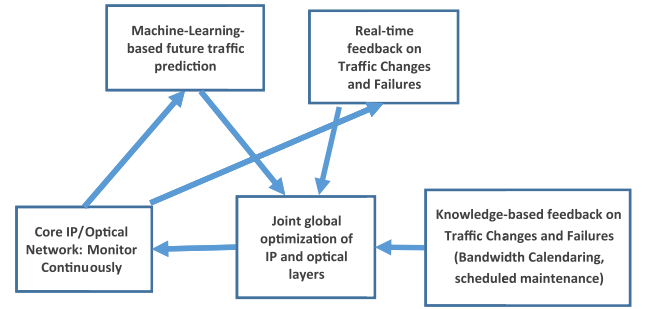 Machine-Learning-
based future traffic
prediction
Real-time
feedback on
Traffic Changes
and Failures
Core IP/Optical
Network: Monitor
Continuously
Joint global
optimization of
IP and optical
layers
Knowledge-based feedback on
Traffic Changes and Failures
(Bandwidth Calendaring,
scheduled maintenance)